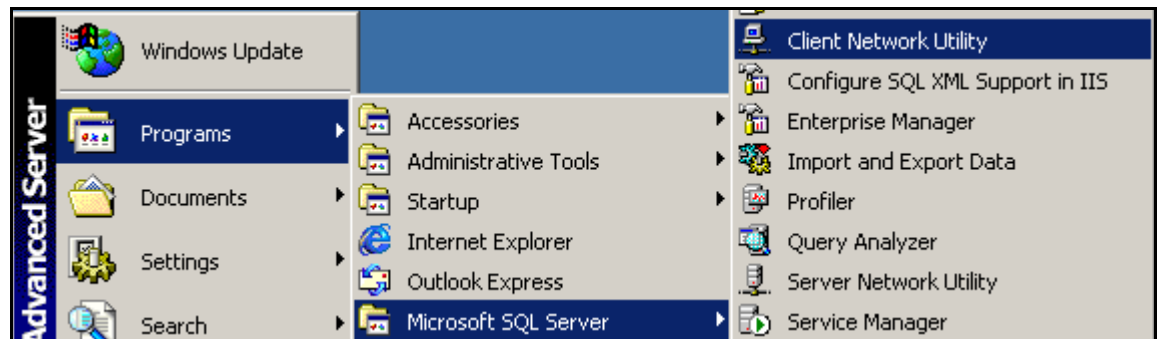 Advanced Server
Windows Update
Programs
Documents
Settings
Search
Accessories
Administrative Tools
Startup
Internet Explorer
Outlook Express
Microsoft SQL Server
Client Network Utility
Configure SQL XML Support in IIS
Enterprise Manager
Import and Export Data
Profiler
Query Analyzer
Server Network Utility
Service Manager